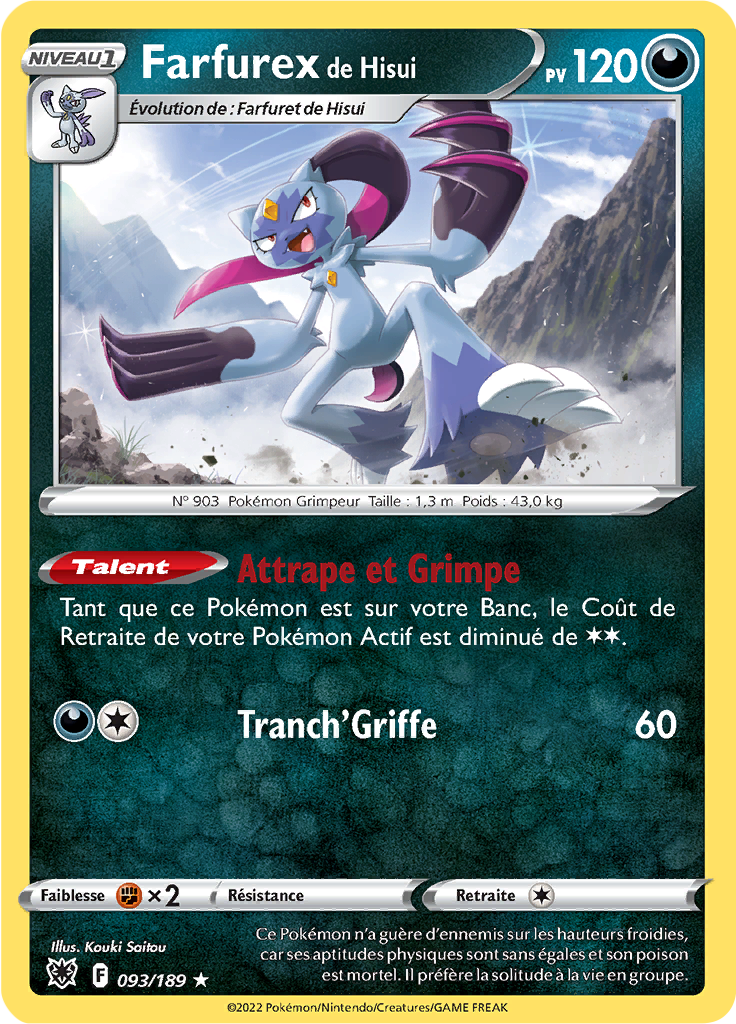 NIVEAU 1
Farfurex de Hisui
PV 120
Évolution de : Farfuret de Hisui
N° 903 Pokémon Grimpeur Taille : 1,3 m Poids : 43,0 kg
Talent Attrape et Grimpe
Tant que ce Pokémon est sur votre Banc, le Coût de
Retraite de votre Pokémon Actif est diminué de ✶✶.
Tranch'Griffe 60
Faiblesse ×2 Résistance Retraite
Illus. Kouki Saitou
F 093/189 ★
Ce Pokémon n'a guère d'ennemis sur les hauteurs froidies,
car ses aptitudes physiques sont sans égales et son poison
est mortel. Il préfère la solitude à la vie en groupe.
©2022 Pokémon/Nintendo/Creatures/GAME FREAK